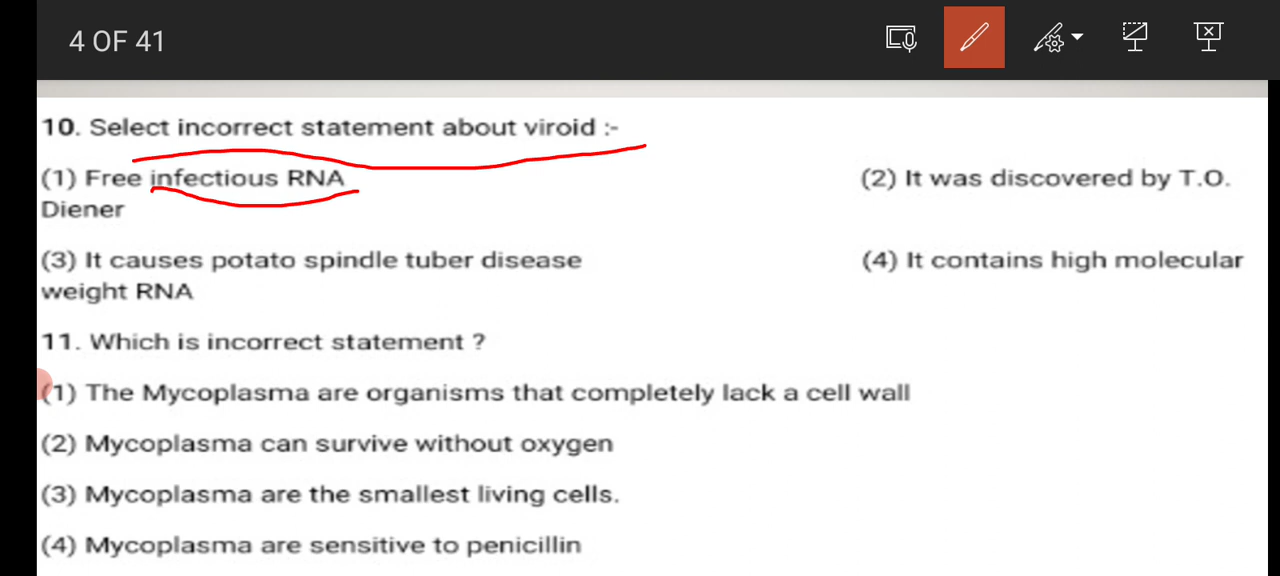 4 OF 41
10. Select incorrect statement about viroid :-
(1) Free infectious RNA (2) It was discovered by T.O.
Diener
(3) It causes potato spindle tuber disease (4) It contains high molecular
weight RNA
11. Which is incorrect statement ?
(1) The Mycoplasma are organisms that completely lack a cell wall
(2) Mycoplasma can survive without oxygen
(3) Mycoplasma are the smallest living cells.
(4) Mycoplasma are sensitive to penicillin